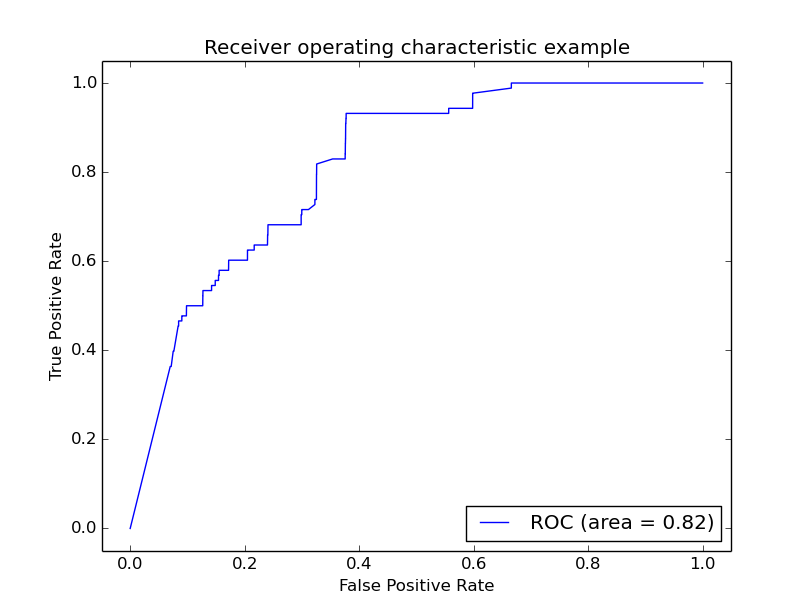 Receiver operating characteristic example
1.0
0.8
0.6
0.4
0.2
0.0
True Positive Rate
ROC (area = 0.82)
0.0 0.2 0.4 0.6 0.8 1.0
False Positive Rate